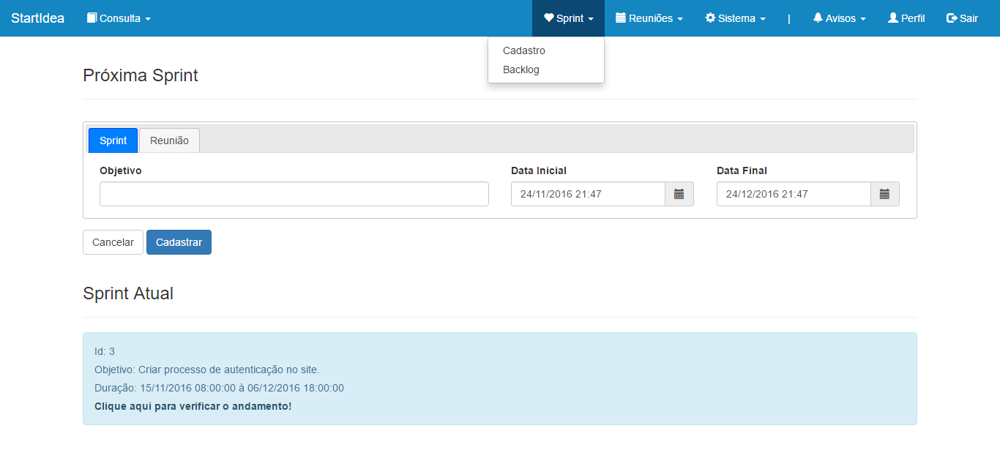 StartIdea Consulta Sprint Reuniões Sistema | Avisos Perfil Sair
Cadastro
Backlog
Próxima Sprint
Sprint Reunião
Objetivo Data Inicial Data Final
24/11/2016 21:47 24/12/2016 21:47
Cancelar Cadastrar
Sprint Atual
Id: 3
Objetivo: Criar processo de autenticação no site.
Duração: 15/11/2016 08:00:00 à 06/12/2016 18:00:00
Clique aqui para verificar o andamento!